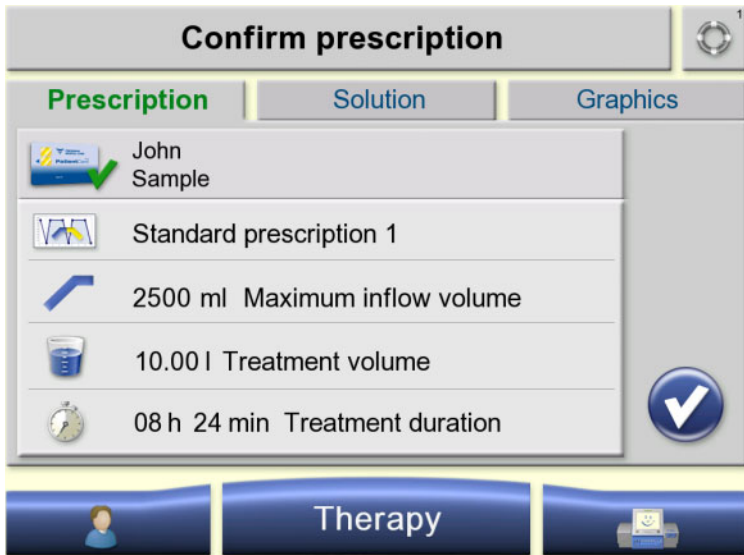 Confirm prescription
1
Prescription
Solution
Graphics
John
Sample
Standard prescription 1
2500 ml Maximum inflow volume
10.00 l Treatment volume
08 h 24 min Treatment duration
Therapy